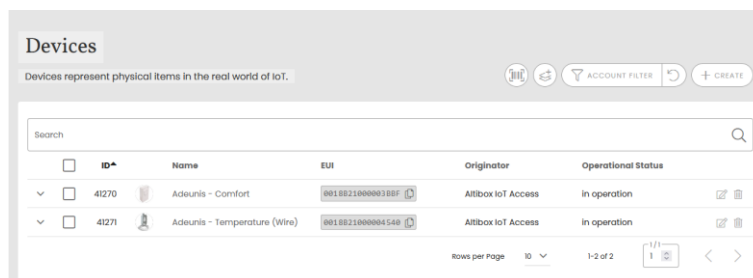 Devices
Devices represent physical items in the real world of IoT.
ACCOUNT FILTER
CREATE
Search
ID Name EUI Originator Operational Status
41270 Adeunis - Comfort 0018B21000003BBF Altibox IoT Access in operation
41271 Adeunis - Temperature (Wire) 0018B21000004540 Altibox IoT Access in operation
Rows per Page 10 1-2 of 2 1/1 1